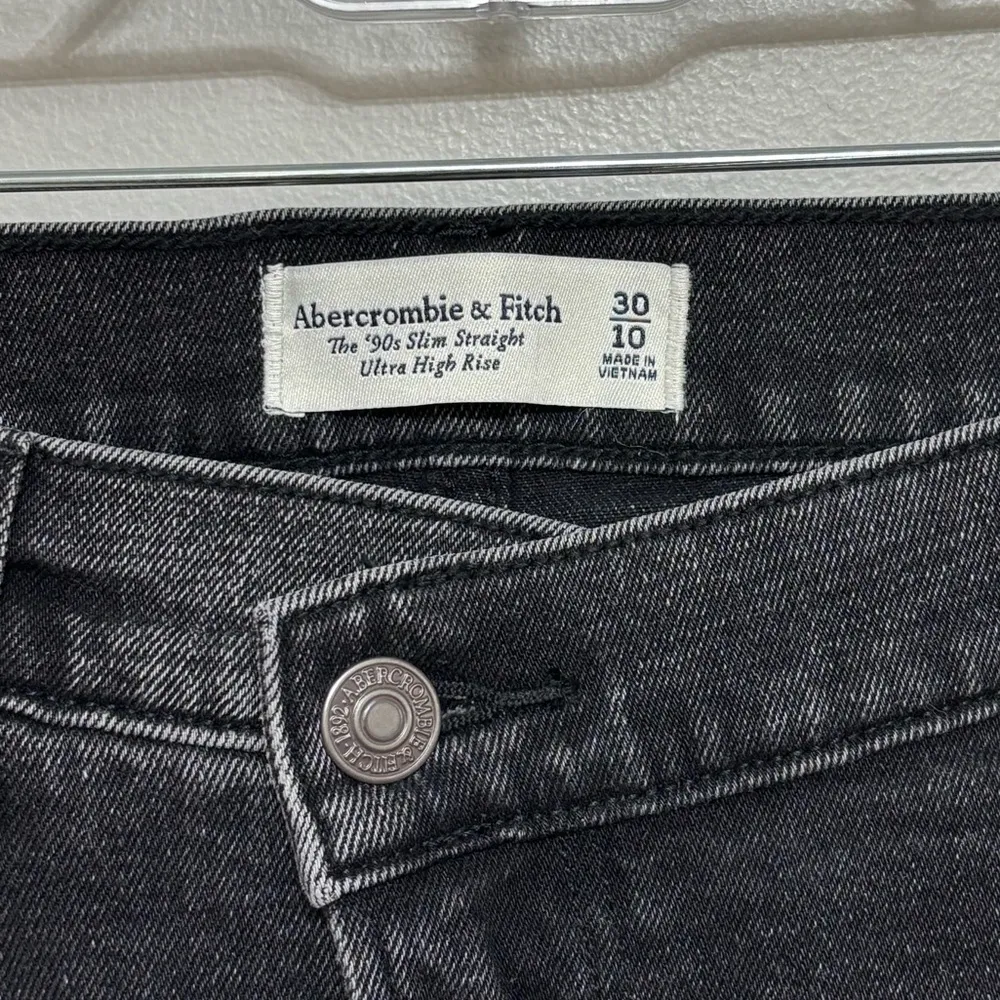 Abercrombie & Fitch
The '90s Slim Straight
Ultra High Rise
30
10
MADE IN
VIETNAM
ABERCROMBIE & FITCH · 1892 ·